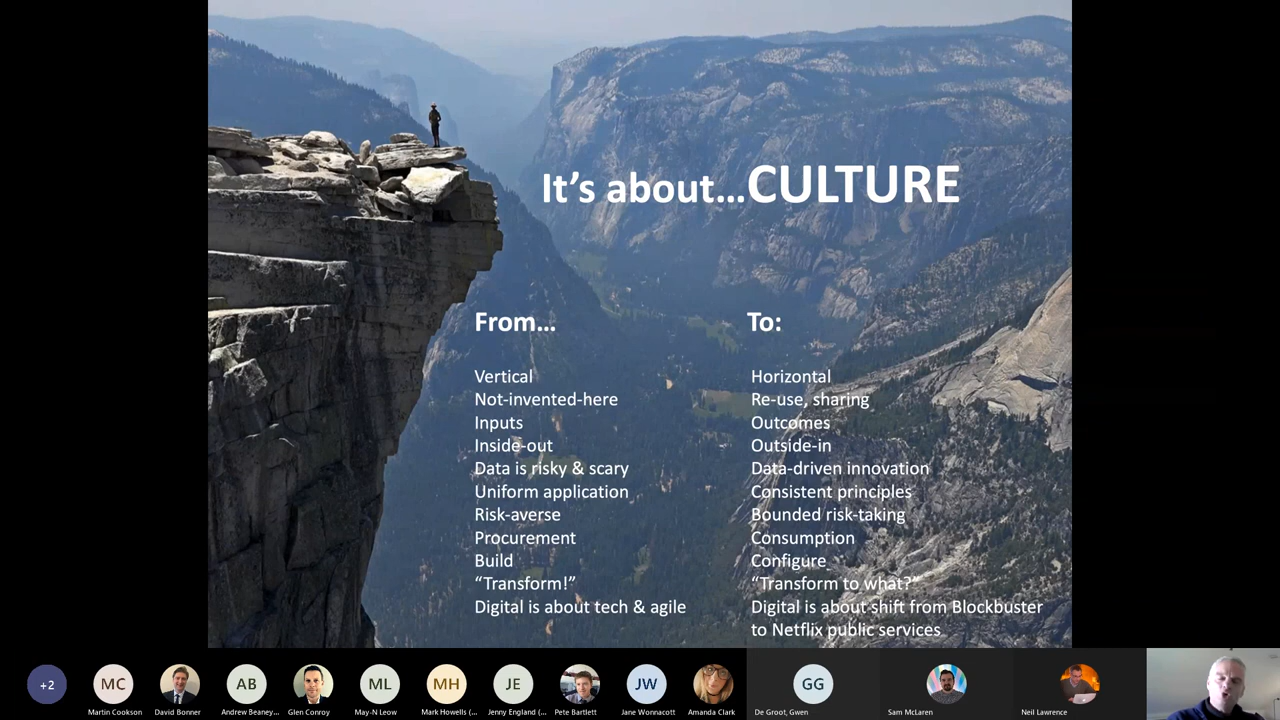 It's about...CULTURE
From...
To:
Vertical
Not-invented-here
Inputs
Inside-out
Data is risky & scary
Uniform application
Risk-averse
Procurement
Build
“Transform!”
Digital is about tech & agile
Horizontal
Re-use, sharing
Outcomes
Outside-in
Data-driven innovation
Consistent principles
Bounded risk-taking
Consumption
Configure
“Transform to what?”
Digital is about shift from Blockbuster
to Netflix public services
+2
MC
AB
ML
MH
JE
JW
GG
Martin Cookson
David Bonner
Andrew Beaney...
Glen Conroy
May-N Leow
Mark Howells (...
Jenny England (...
Pete Bartlett
Jane Wonnacott
Amanda Clark
De Groot, Gwen
Sam McLaren
Neil Lawrence